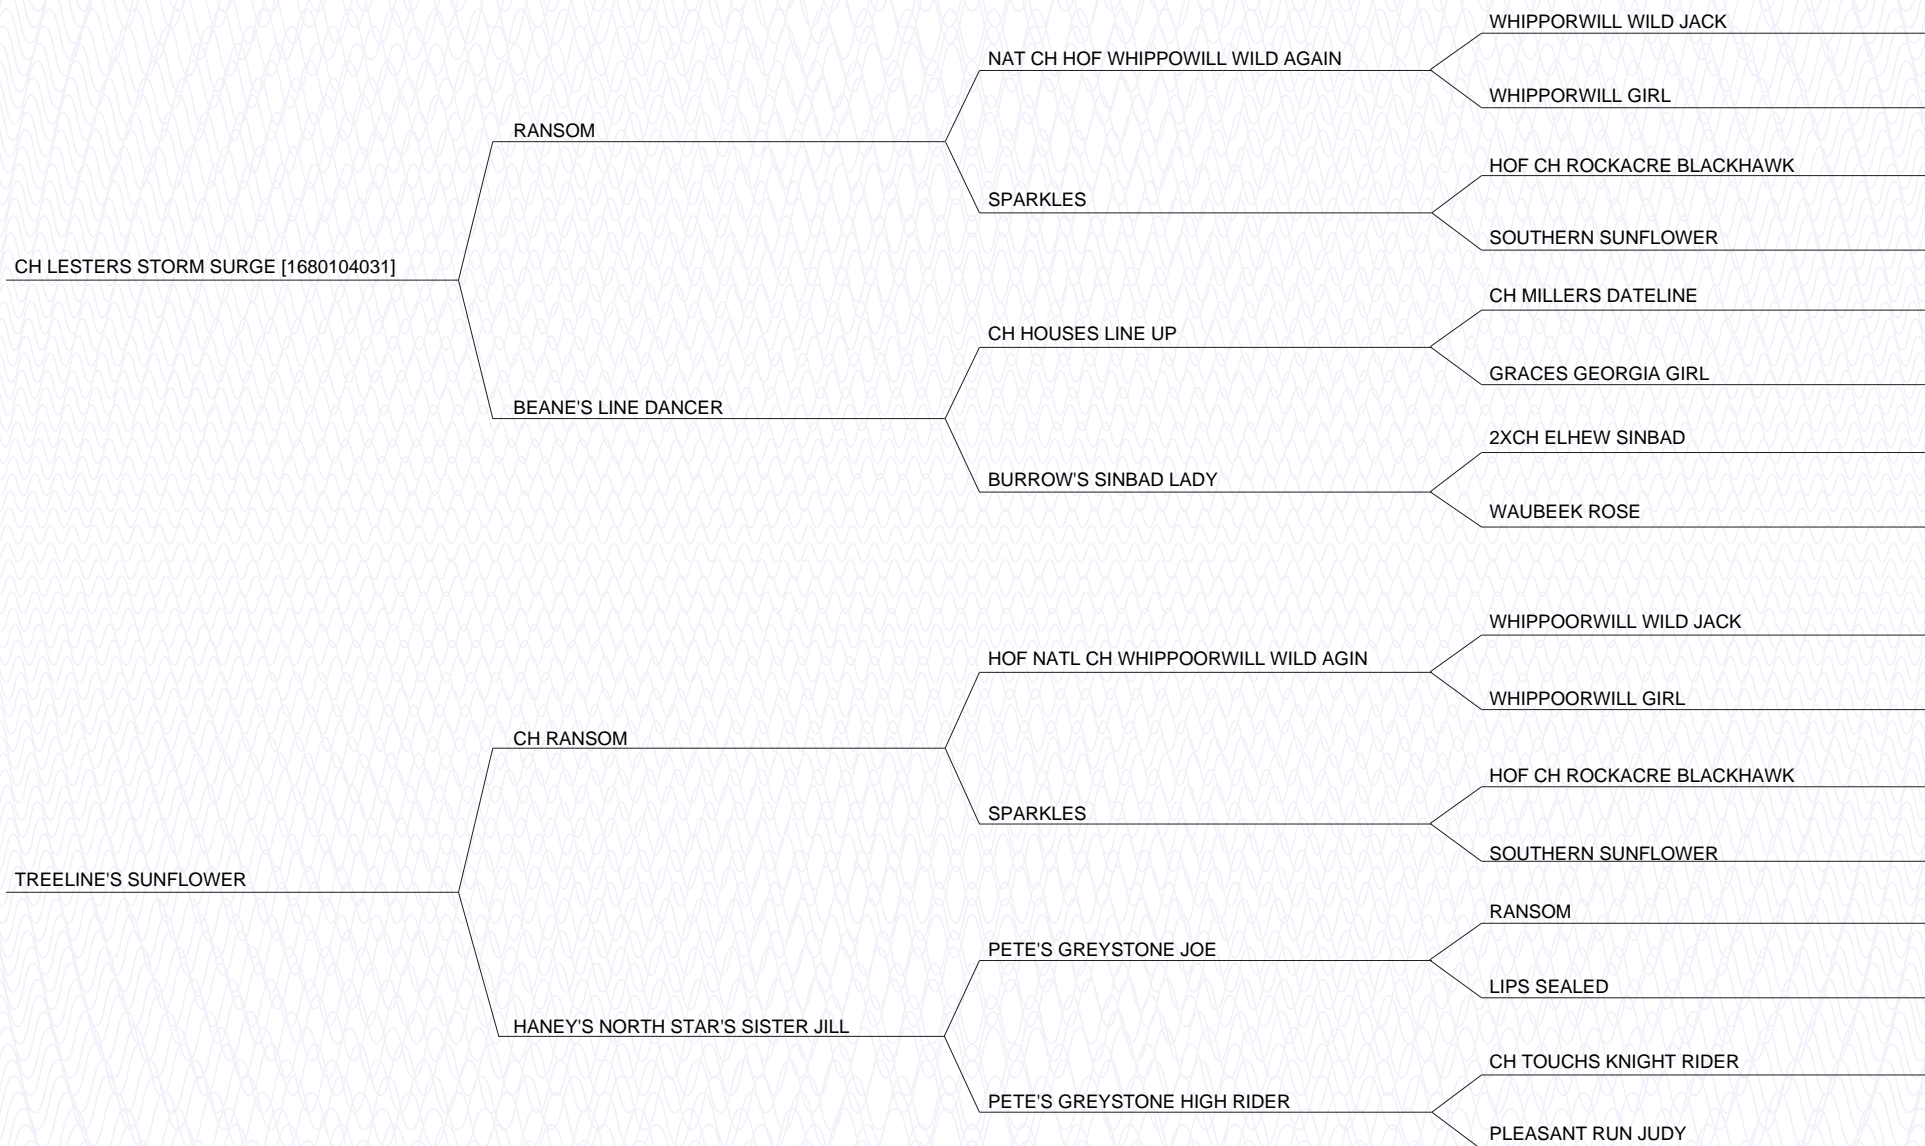 WHIPPORWILL WILD JACK
NAT CH HOF WHIPPOWILL WILD AGAIN
WHIPPORWILL GIRL
RANSOM
HOF CH ROCKACRE BLACKHAWK
SPARKLES
SOUTHERN SUNFLOWER
CH LESTERS STORM SURGE [1680104031]
CH MILLERS DATELINE
CH HOUSES LINE UP
GRACES GEORGIA GIRL
BEANE'S LINE DANCER
2XCH ELHEW SINBAD
BURROW'S SINBAD LADY
WAUBEEK ROSE
WHIPPOORWILL WILD JACK
HOF NATL CH WHIPPOORWILL WILD AGIN
WHIPPOORWILL GIRL
CH RANSOM
HOF CH ROCKACRE BLACKHAWK
SPARKLES
SOUTHERN SUNFLOWER
TREELINE'S SUNFLOWER
RANSOM
PETE'S GREYSTONE JOE
LIPS SEALED
HANEY'S NORTH STAR'S SISTER JILL
CH TOUCHS KNIGHT RIDER
PETE'S GREYSTONE HIGH RIDER
PLEASANT RUN JUDY